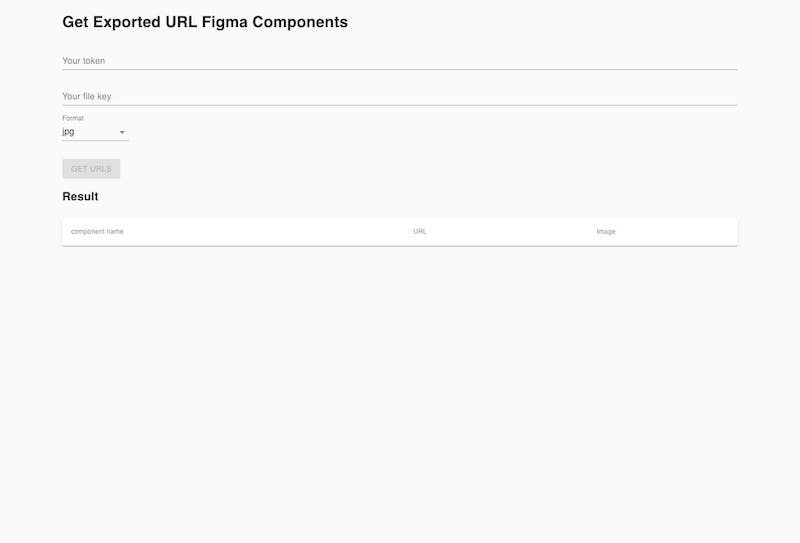 Get Exported URL Figma Components
Your token
Your file key
Format
jpg
GET URLS
Result
component name URL Image